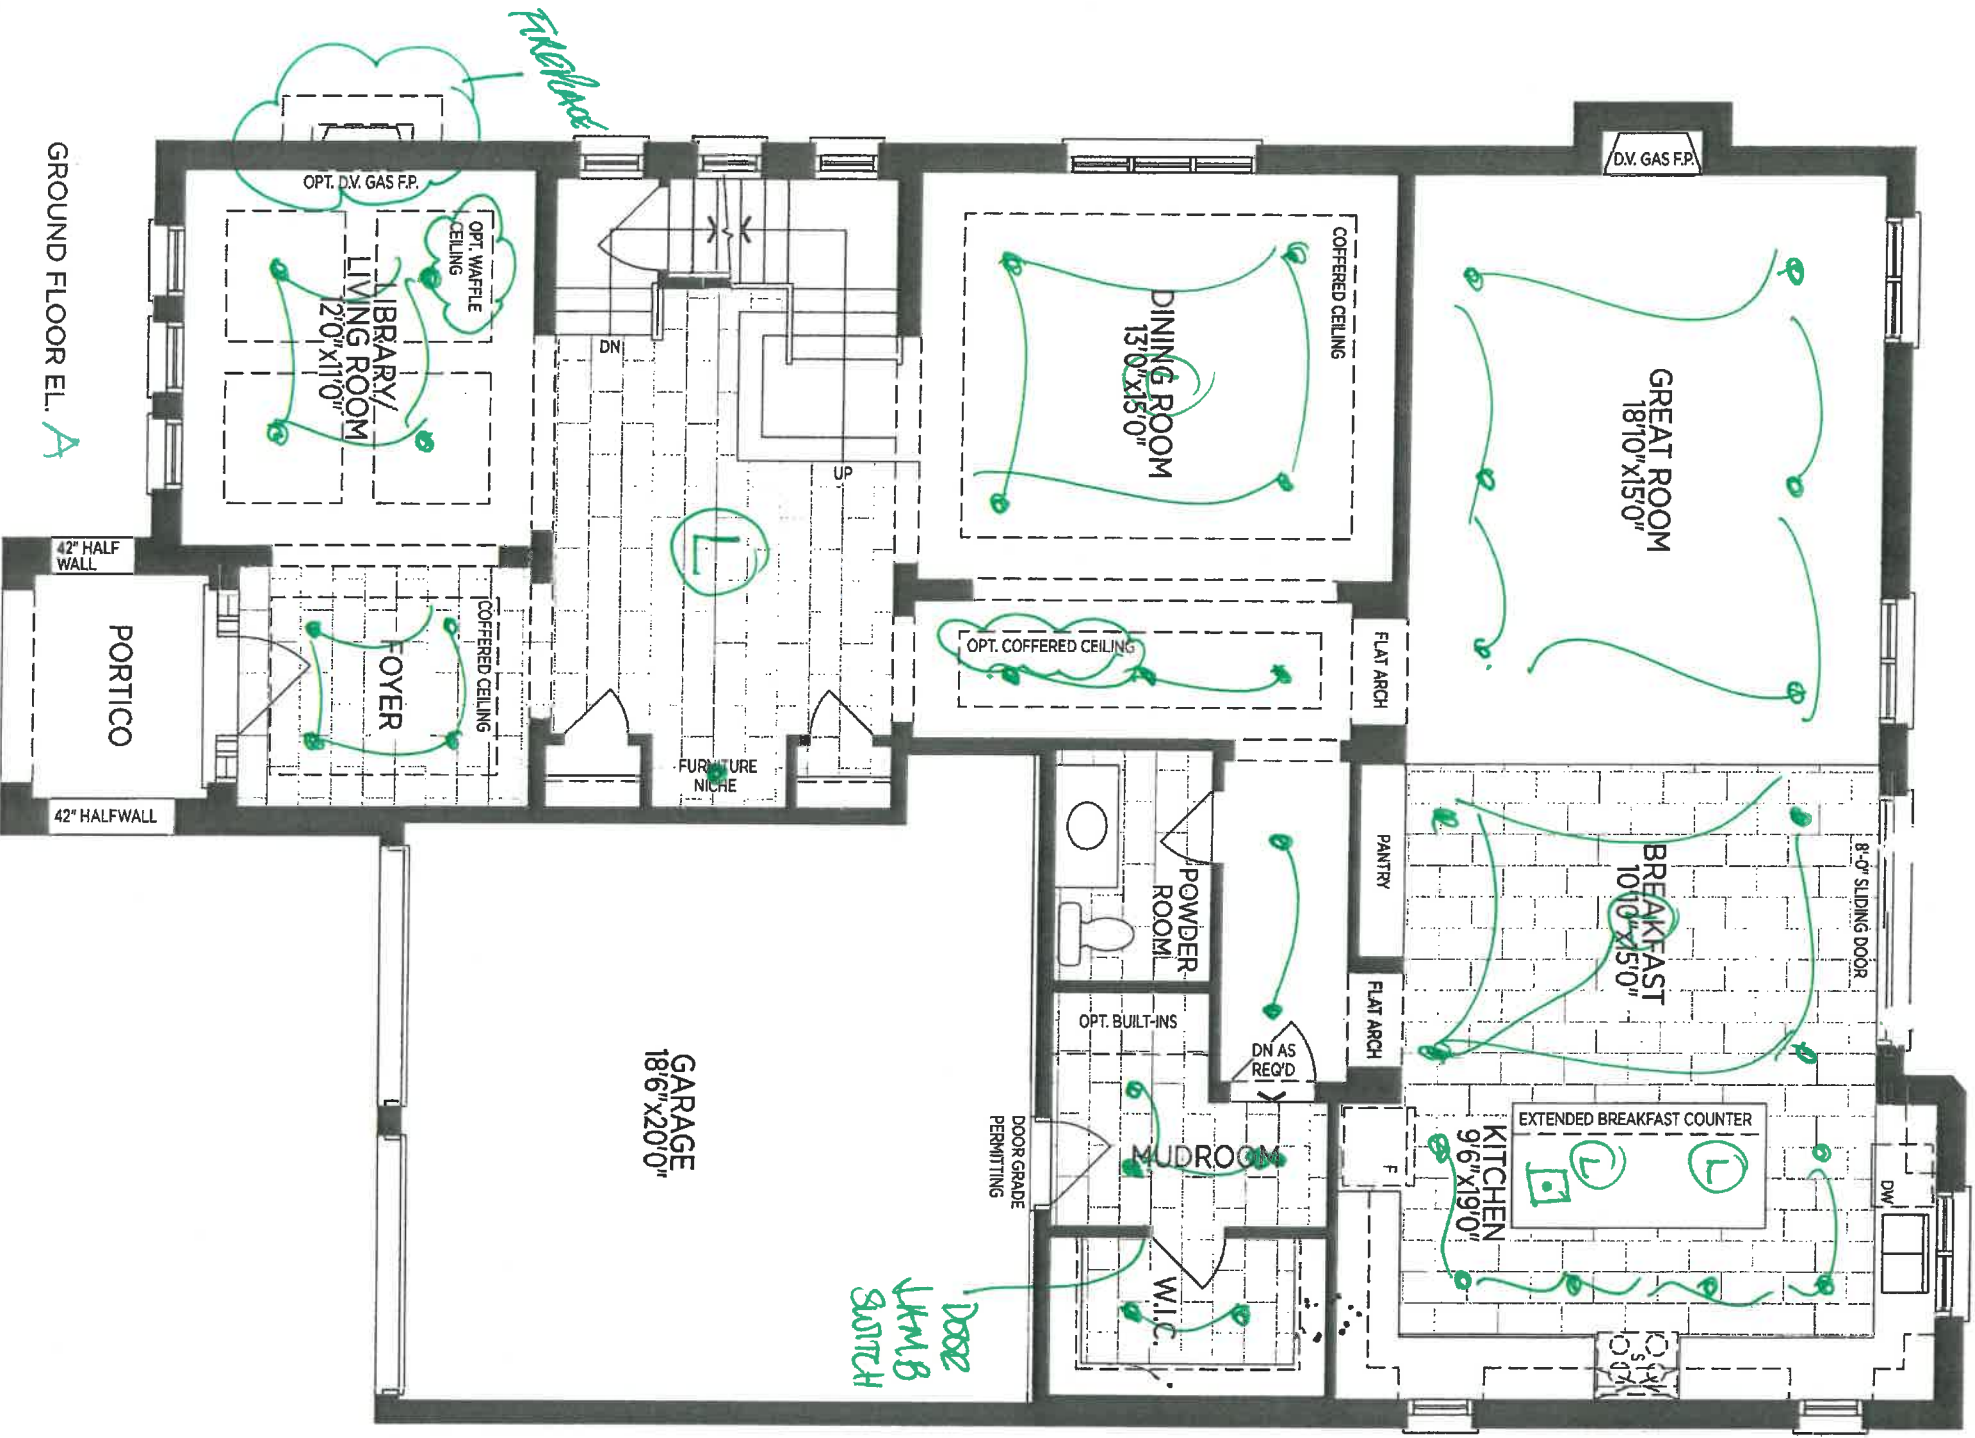 FIREPLACE
D.V. GAS F.P.
OPT. D.V. GAS F.P.
GROUND FLOOR EL. A
OPT. WAFFLE
CEILING
LIBRARY/
LIVING ROOM
12'0"x11'0"
DN
UP
L
COFFERED CEILING
DINING ROOM
13'0"x15'0"
L
GREAT ROOM
18'10"x15'0"
42" HALF
WALL
PORTICO
42" HALFWALL
COFFERED CEILING
FOYER
FURNITURE
NICHE
OPT. COFFERED CEILING
FLAT ARCH
PANTRY
POWDER
ROOM
8'-0" SLIDING DOOR
BREAKFAST
10'10"x15'0"
FLAT ARCH
OPT. BUILT-INS
DN AS
REQ'D
GARAGE
18'6"x20'0"
DOOR GRADE
PERMITTING
MUDROOM
F
EXTENDED BREAKFAST COUNTER
L
L
KITCHEN
9'6"x19'0"
DW
W.I.C.
S
DOOR
JAMB
SWITCH